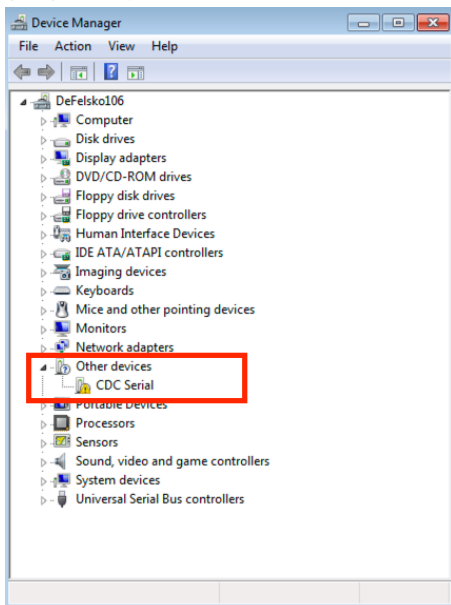 Device Manager
File Action View Help
DeFelsko106
Computer
Disk drives
Display adapters
DVD/CD-ROM drives
Floppy disk drives
Floppy drive controllers
Human Interface Devices
IDE ATA/ATAPI controllers
Imaging devices
Keyboards
Mice and other pointing devices
Monitors
Network adapters
Other devices
CDC Serial
Portable Devices
Processors
Sensors
Sound, video and game controllers
System devices
Universal Serial Bus controllers